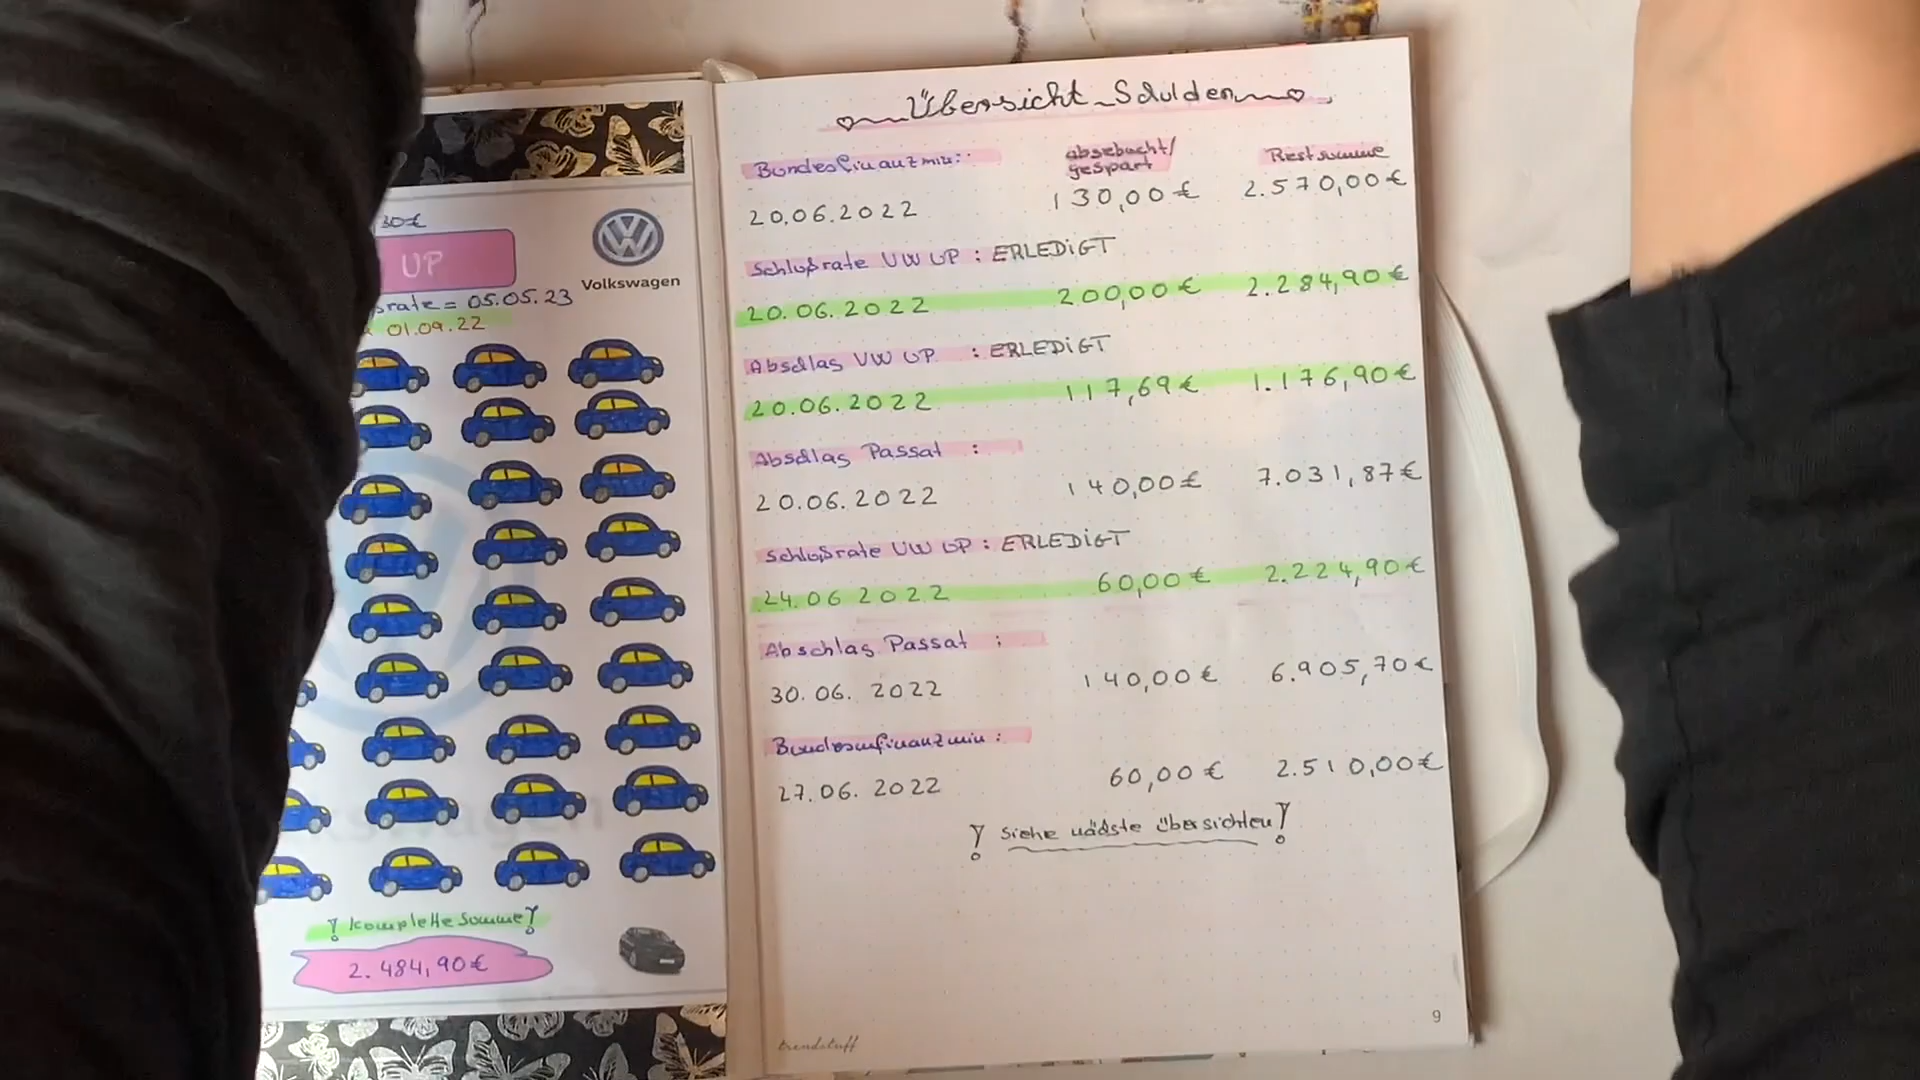 30€
UP
Volkswagen
rate = 05.05.23
01.09.22
! komplette Summe!
2.484,90€
Übersicht Schulden
Bundesfinanzmin:
abgebucht/
gespart
Restsumme
20.06.2022 130,00€ 2.570,00€
Schlußrate VW UP : ERLEDiGT
20.06.2022 200,00€ 2.284,90€
Abschlag VW UP : ERLEDiGT
20.06.2022 117,69€ 1.176,90€
Abschlag Passat :
20.06.2022 140,00€ 7.031,87€
Schlußrate VW UP : ERLEDiGT
24.06 2022 60,00€ 2.224,90€
Abschlag Passat :
30.06. 2022 140,00€ 6.905,70€
Bundesfinanzmin :
27.06. 2022 60,00€ 2.510,00€
! Siehe nächste Übersichten!
trendstuff
9